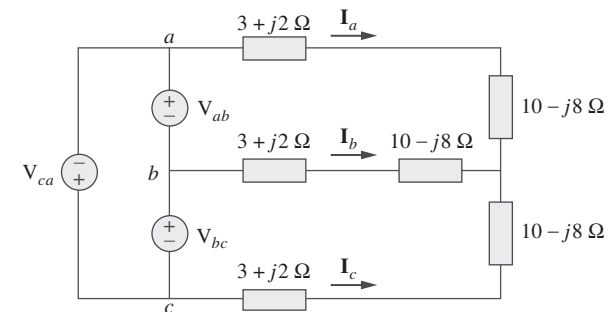 3 + j2 Ω
I_a
a
+
−
V_ab
10 – j8 Ω
3 + j2 Ω
I_b
10 – j8 Ω
V_ca
−
+
b
+
−
V_bc
10 – j8 Ω
3 + j2 Ω
I_c
c